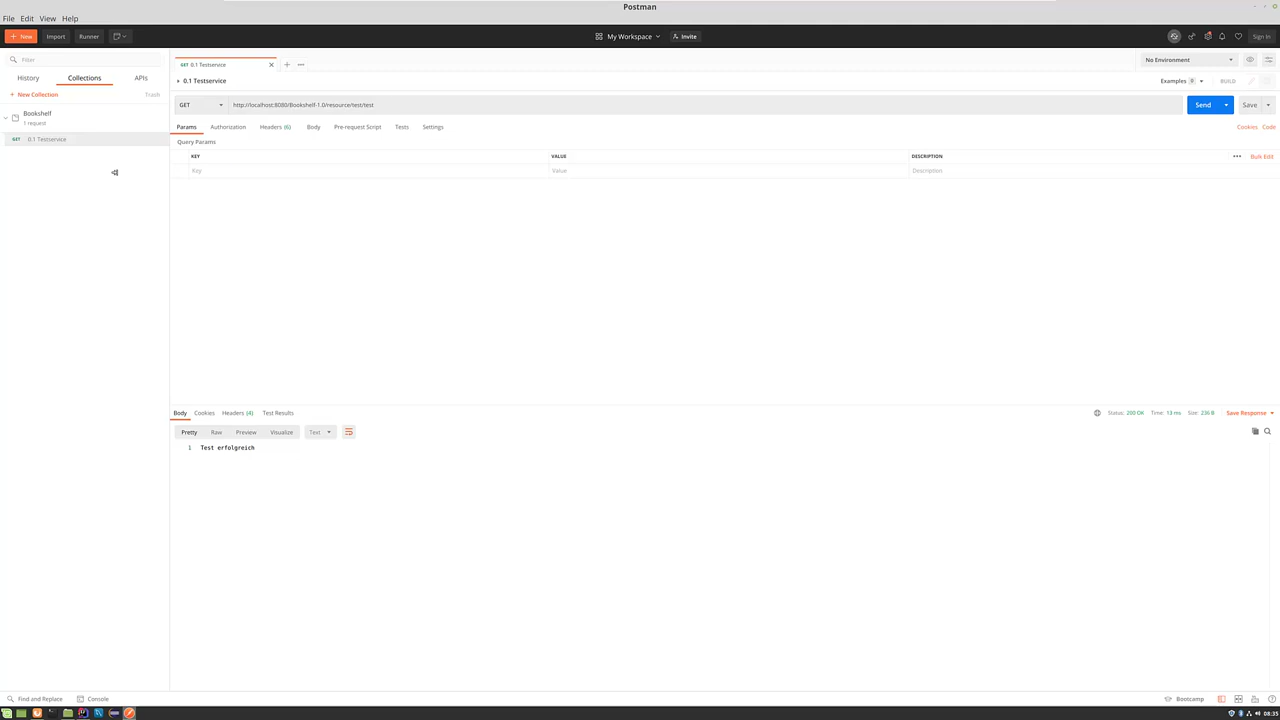 Postman
File Edit View Help
+ New Import Runner My Workspace Invite Sign In
Filter
History Collections APIs
+ New Collection Trash
Bookshelf
1 request
GET 0.1 Testservice
GET 0.1 Testservice No Environment
0.1 Testservice Examples 0 BUILD
GET http://localhost:8080/Bookshelf-1.0/resource/test/test Send Save
Params Authorization Headers (6) Body Pre-request Script Tests Settings Cookies Code
Query Params
KEY VALUE DESCRIPTION Bulk Edit
Key Value Description
Body Cookies Headers (4) Test Results Status: 200 OK Time: 13 ms Size: 236 B Save Response
Pretty Raw Preview Visualize Text
1 Test erfolgreich
Find and Replace Console Bootcamp
08:35